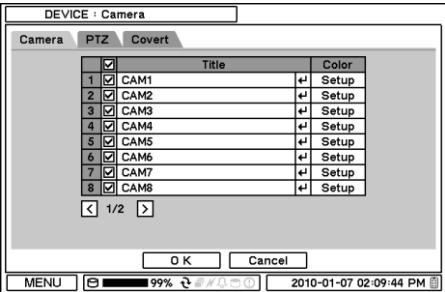 DEVICE : Camera
Camera PTZ Covert
Title Color
1 CAM1 Setup
2 CAM2 Setup
3 CAM3 Setup
4 CAM4 Setup
5 CAM5 Setup
6 CAM6 Setup
7 CAM7 Setup
8 CAM8 Setup
< 1/2 >
O K Cancel
MENU 99% 2010-01-07 02:09:44 PM